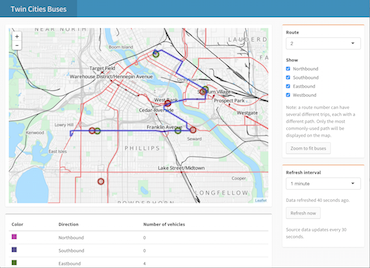 Twin Cities Buses
+
−
Target Field
Warehouse District/Hennepin Avenue
West Bank
Cedar Riverside
Prospect Park
Westgate
Lowry Hill
Franklin Avenue
Seward
PHILLIPS
Lake Street/Midtown
POWDERHORN
LONGFELLOW,
Cooper
Leaflet
Route
2
Show
Northbound
Southbound
Eastbound
Westbound
Note: a route number can have
several different trips, each with a
different path. Only the most
commonly-used path will be
displayed on the map.
Zoom to fit buses
Refresh interval
1 minute
Data refreshed 40 seconds ago.
Refresh now
Source data updates every 30
seconds.
Color Direction Number of vehicles
Northbound 0
Southbound 0
Eastbound 4